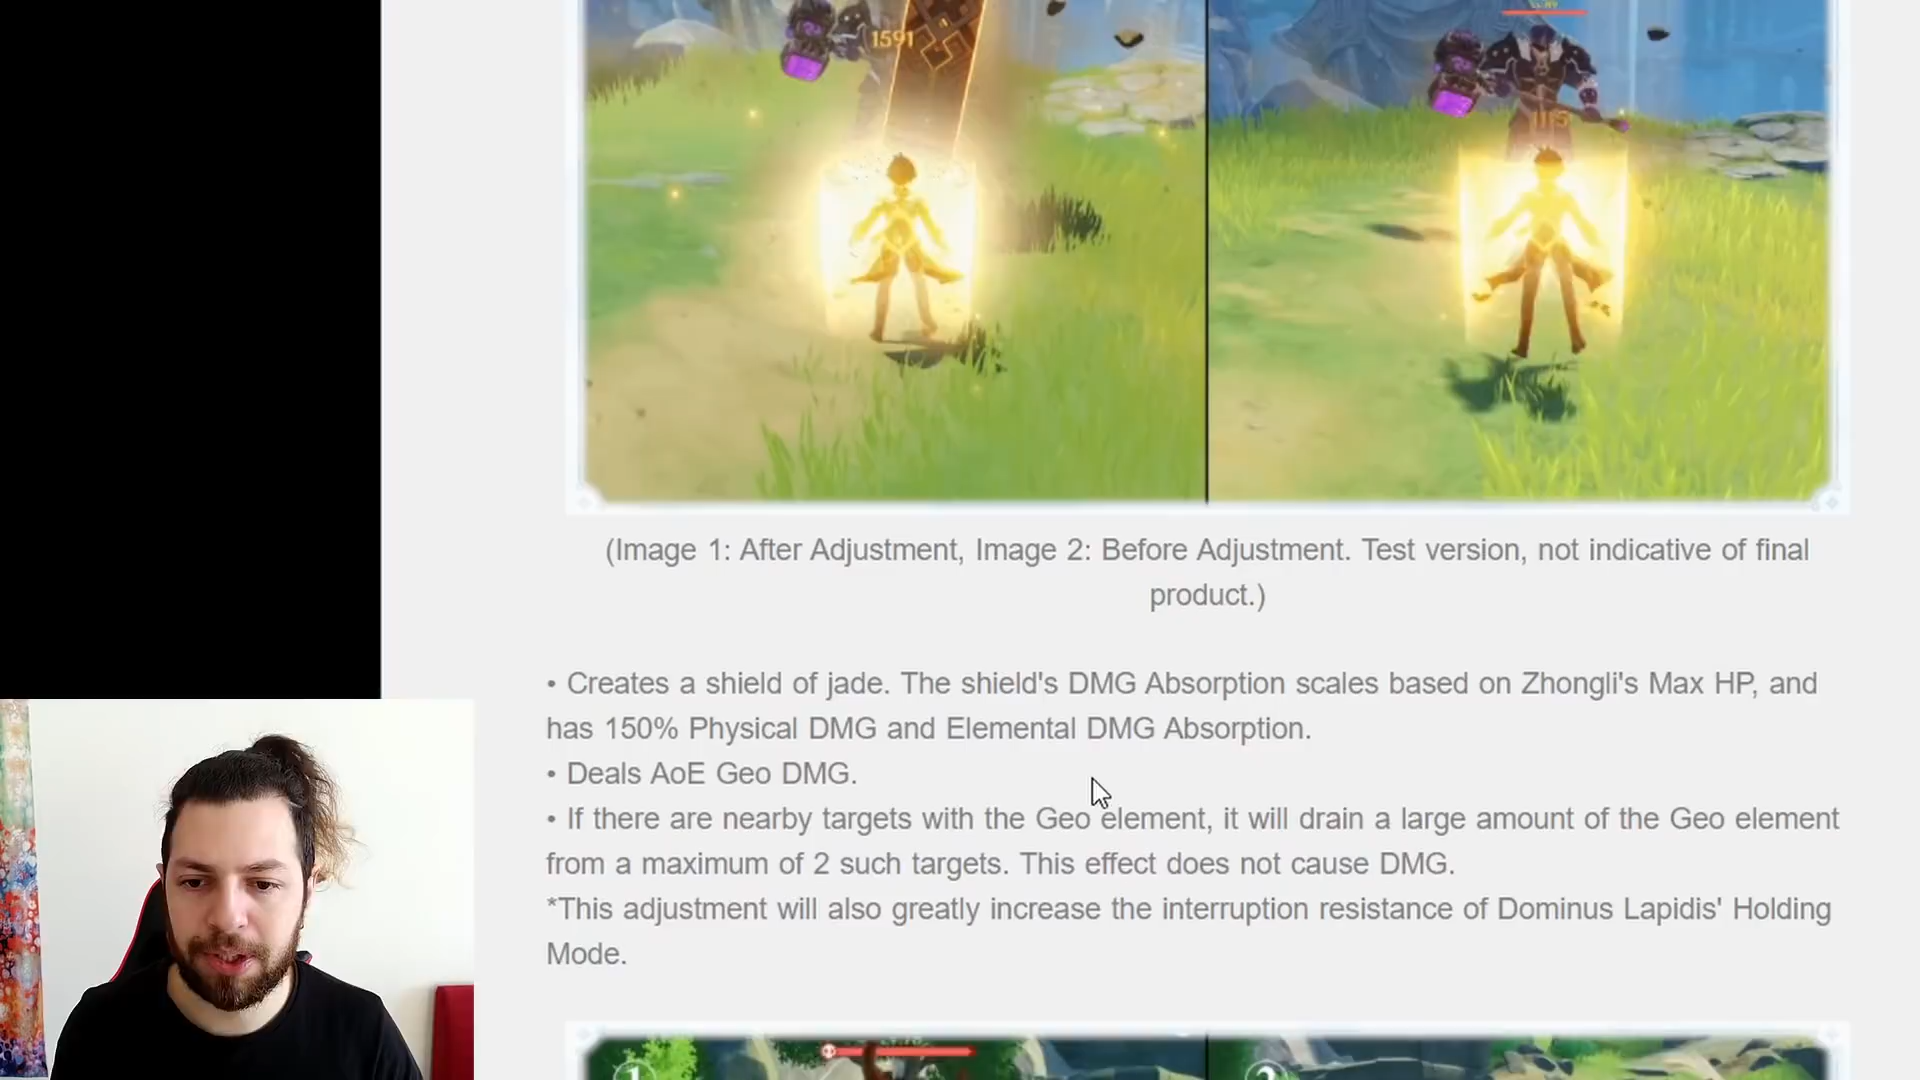 1591
1115
(Image 1: After Adjustment, Image 2: Before Adjustment. Test version, not indicative of final
product.)
• Creates a shield of jade. The shield's DMG Absorption scales based on Zhongli's Max HP, and
has 150% Physical DMG and Elemental DMG Absorption.
• Deals AoE Geo DMG.
• If there are nearby targets with the Geo element, it will drain a large amount of the Geo element
from a maximum of 2 such targets. This effect does not cause DMG.
*This adjustment will also greatly increase the interruption resistance of Dominus Lapidis' Holding
Mode.
1
2